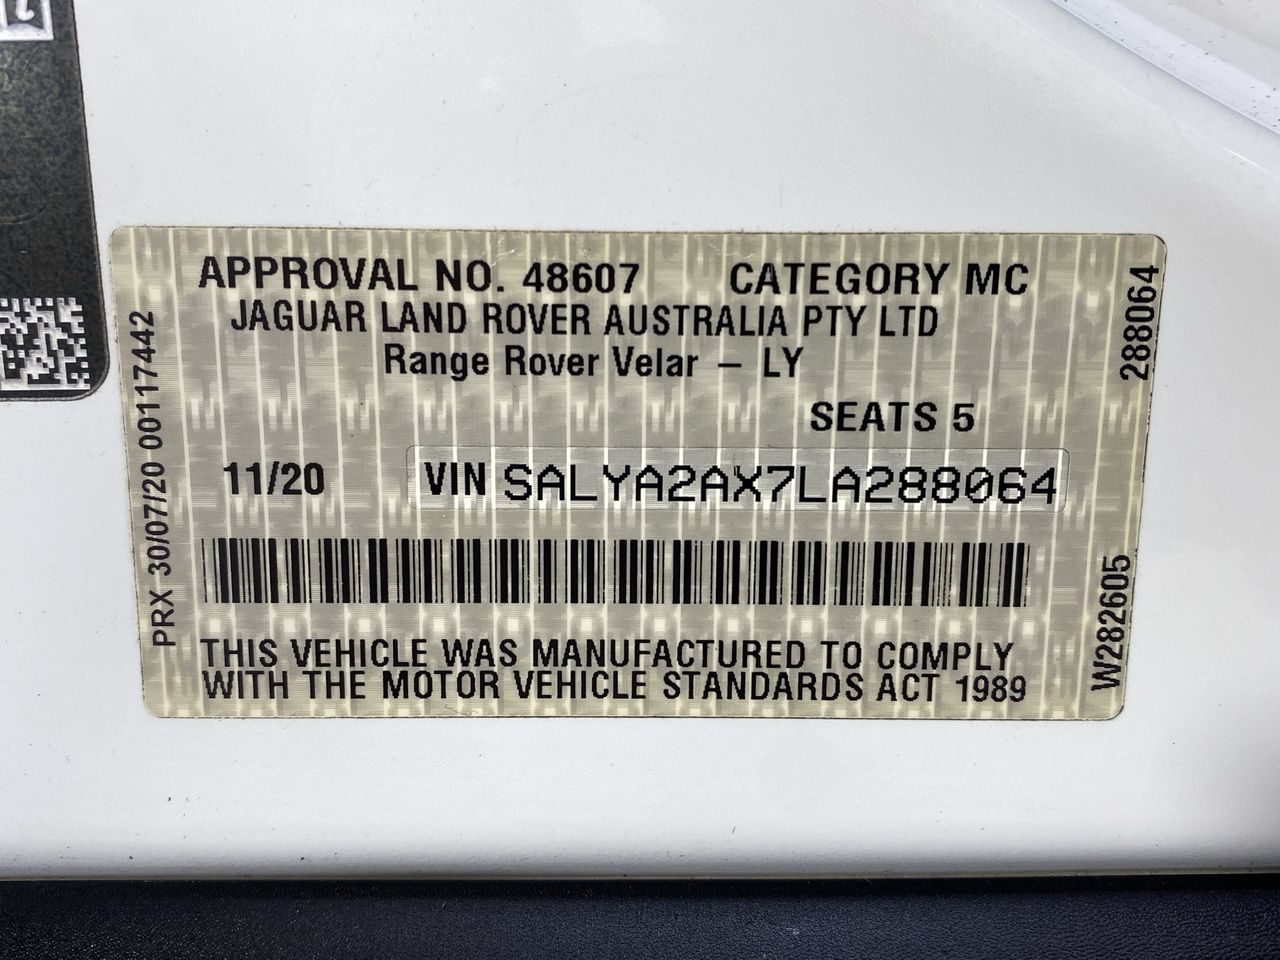 APPROVAL NO. 48607 CATEGORY MC
JAGUAR LAND ROVER AUSTRALIA PTY LTD
Range Rover Velar – LY
SEATS 5
11/20 VIN SALYA2AX7LA288064
THIS VEHICLE WAS MANUFACTURED TO COMPLY
WITH THE MOTOR VEHICLE STANDARDS ACT 1989
PRX 30/07/20 00117442
288064
W282605